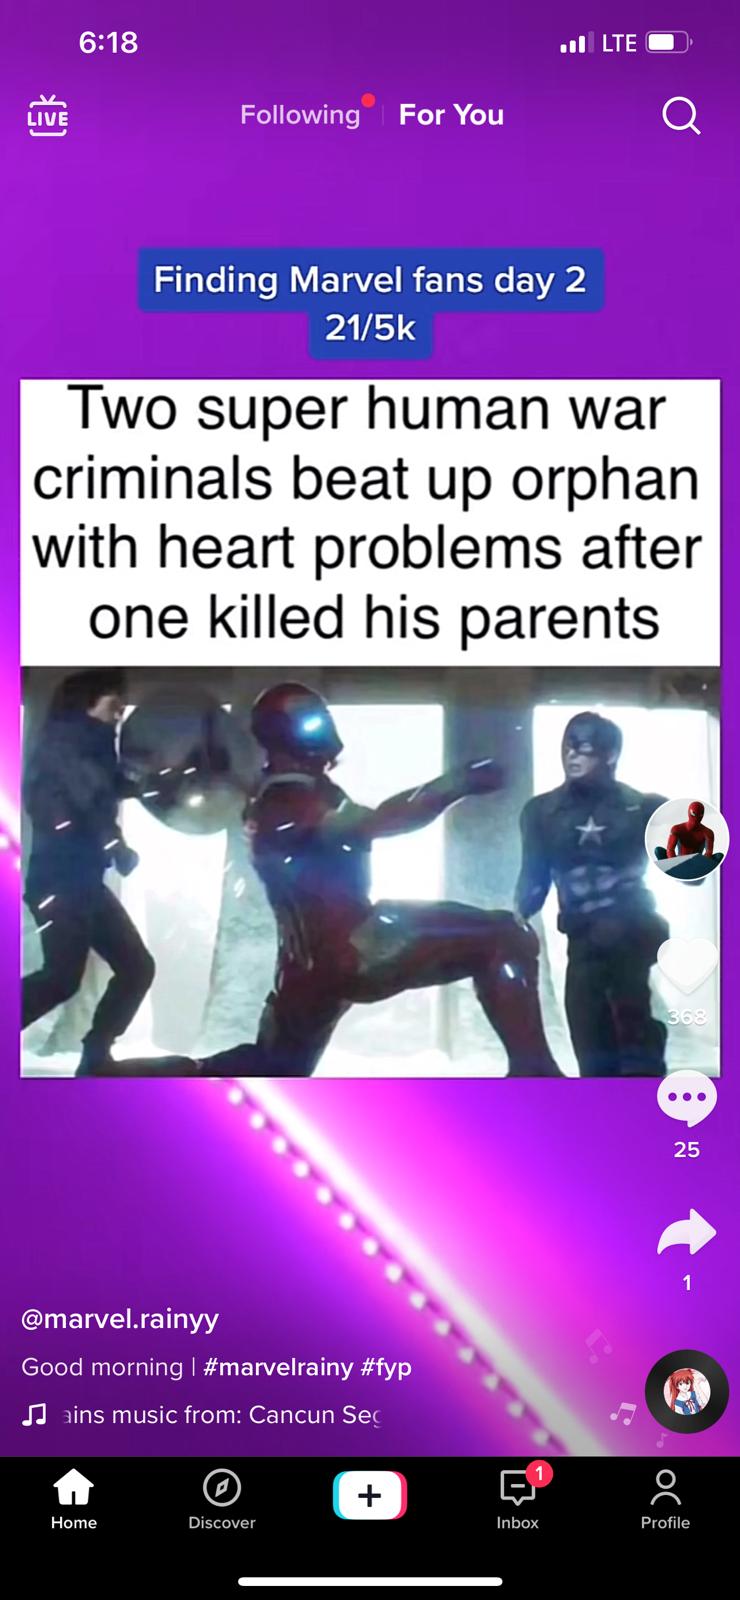 6:18
LTE
LIVE
Following
For You
Finding Marvel fans day 2
21/5k
Two super human war
criminals beat up orphan
with heart problems after
one killed his parents
368
25
1
@marvel.rainyy
Good morning | #marvelrainy #fyp
ains music from: Cancun Seg
Home
Discover
1
Inbox
Profile